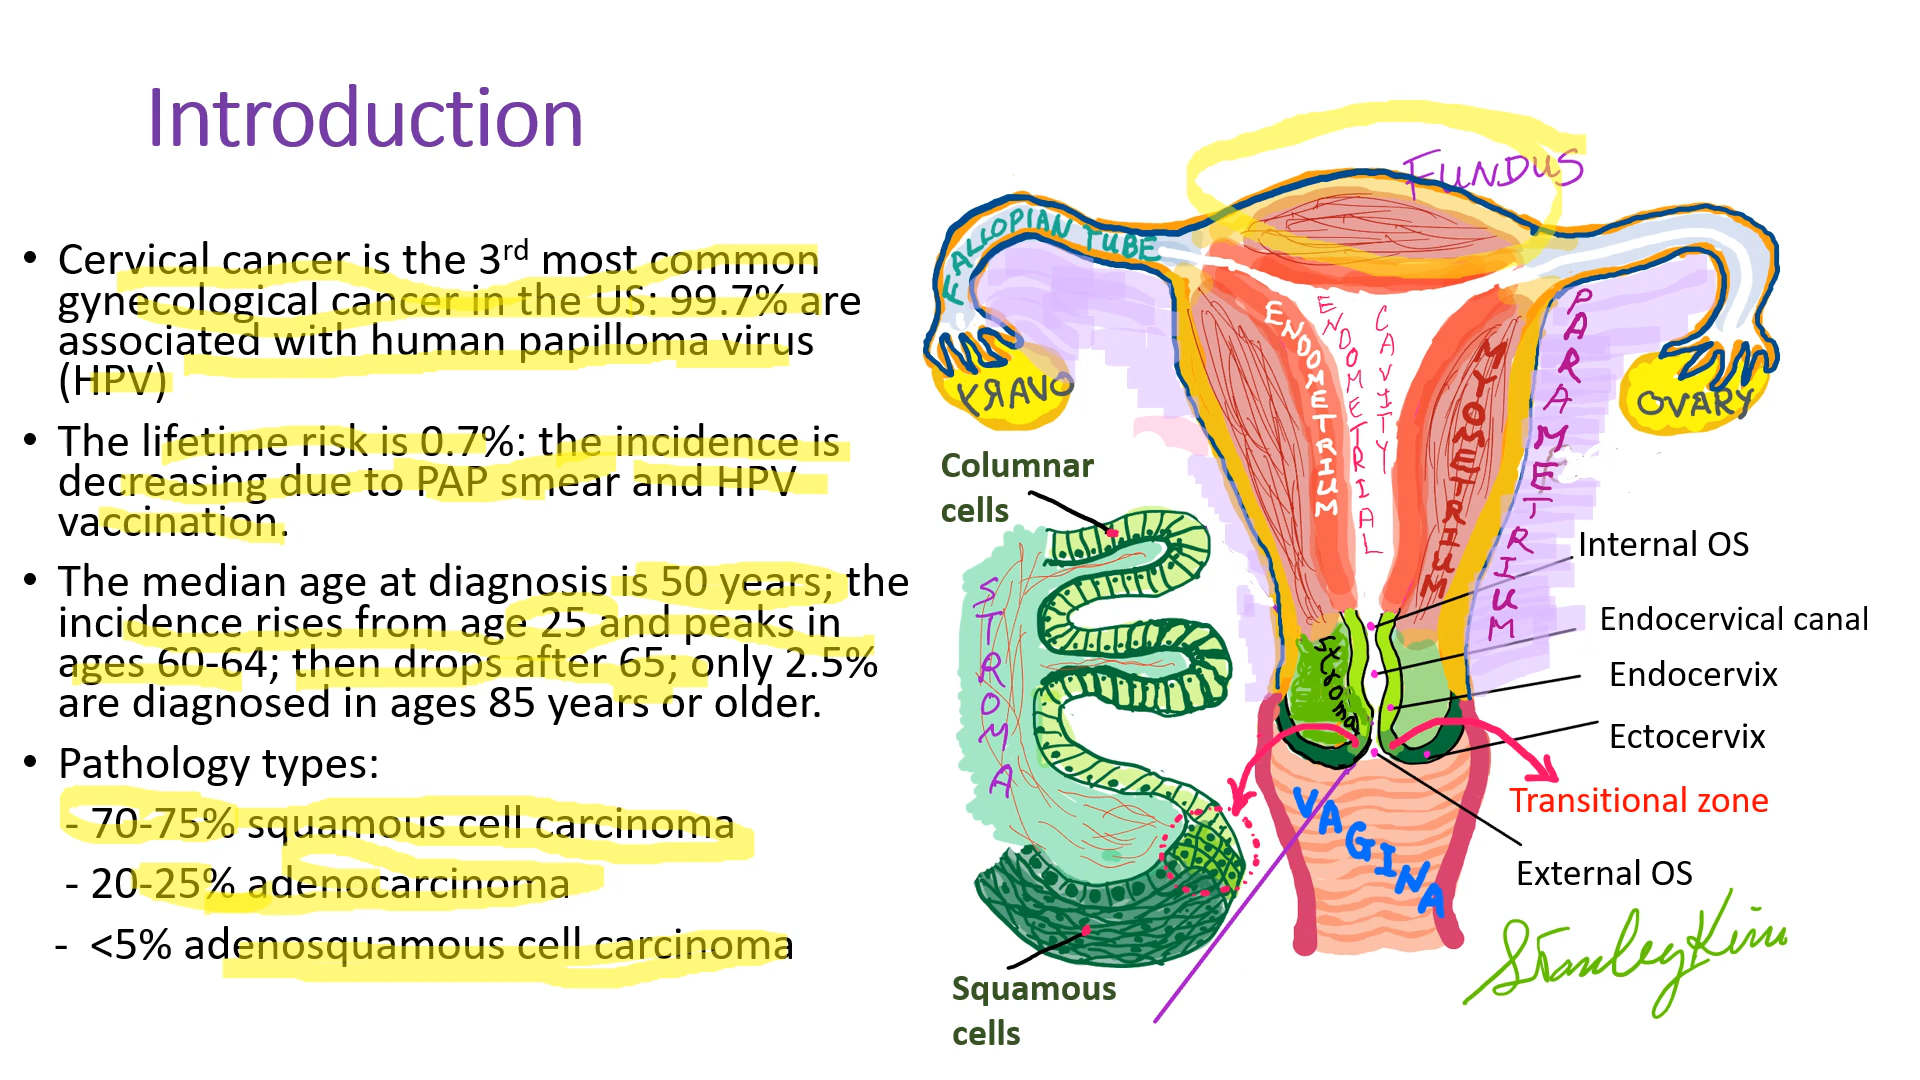 Introduction
• Cervical cancer is the 3rd most common
gynecological cancer in the US: 99.7% are
associated with human papilloma virus
(HPV)
• The lifetime risk is 0.7%: the incidence is
decreasing due to PAP smear and HPV
vaccination.
• The median age at diagnosis is 50 years; the
incidence rises from age 25 and peaks in
ages 60-64; then drops after 65; only 2.5%
are diagnosed in ages 85 years or older.
• Pathology types:
- 70-75% squamous cell carcinoma
- 20-25% adenocarcinoma
- <5% adenosquamous cell carcinoma
FUNDUS
FALLOPIAN TUBE
OVARY
ENDOMETRIUM
ENDOMETRIAL
CAVITY
MYOMETRIUM
PARAMETRIUM
OVARY
Columnar
cells
STROMA
Stroma
Internal OS
Endocervical canal
Endocervix
Ectocervix
Transitional zone
External OS
VAGINA
Squamous
cells
Stanley Kim